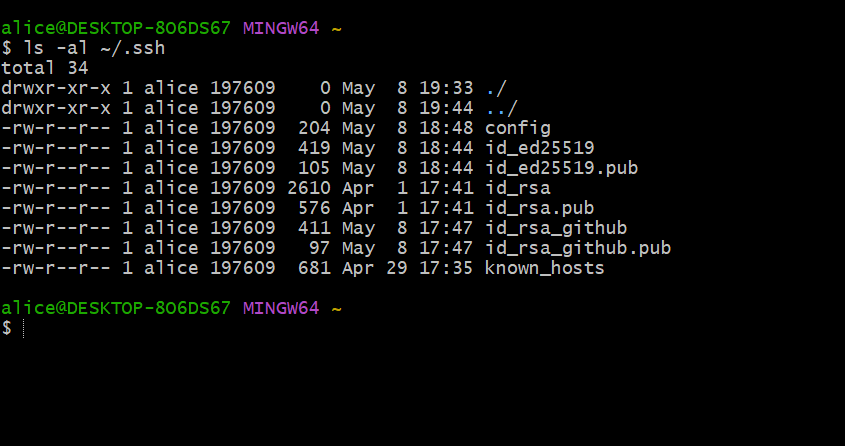 alice@DESKTOP-8O6DS67 MINGW64 ~
$ ls -al ~/.ssh
total 34
drwxr-xr-x 1 alice 197609    0 May  8 19:33 ./
drwxr-xr-x 1 alice 197609    0 May  8 19:44 ../
-rw-r--r-- 1 alice 197609  204 May  8 18:48 config
-rw-r--r-- 1 alice 197609  419 May  8 18:44 id_ed25519
-rw-r--r-- 1 alice 197609  105 May  8 18:44 id_ed25519.pub
-rw-r--r-- 1 alice 197609 2610 Apr  1 17:41 id_rsa
-rw-r--r-- 1 alice 197609  576 Apr  1 17:41 id_rsa.pub
-rw-r--r-- 1 alice 197609  411 May  8 17:47 id_rsa_github
-rw-r--r-- 1 alice 197609   97 May  8 17:47 id_rsa_github.pub
-rw-r--r-- 1 alice 197609  681 Apr 29 17:35 known_hosts
alice@DESKTOP-8O6DS67 MINGW64 ~
$